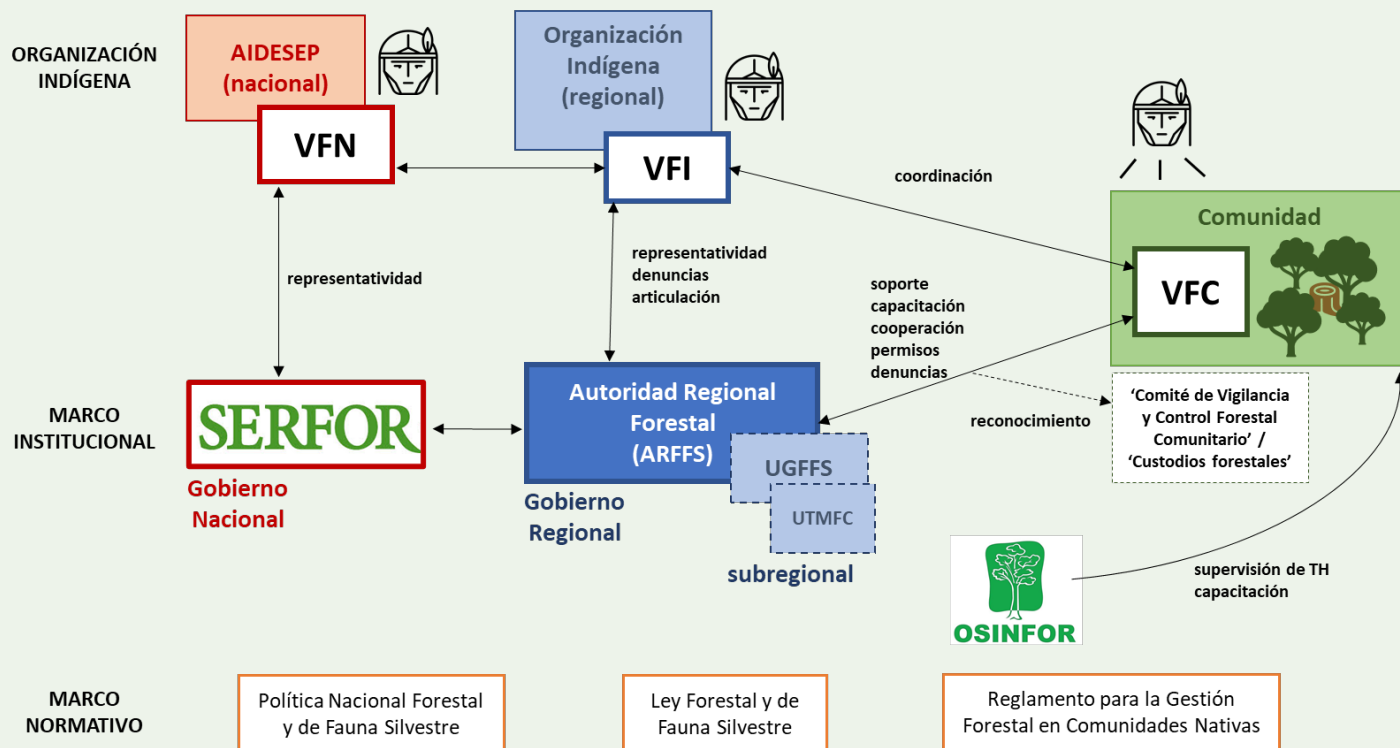 ORGANIZACIÓN
INDÍGENA
AIDESEP
(nacional)
VFN
Organización
Indígena
(regional)
VFI
coordinación
Comunidad
VFC
representatividad
representatividad
denuncias
articulación
soporte
capacitación
cooperación
permisos
denuncias
MARCO
INSTITUCIONAL
SERFOR
Gobierno
Nacional
Autoridad Regional
Forestal
(ARFFS)
UGFFS
UTMFC
Gobierno
Regional
subregional
reconocimiento
‘Comité de Vigilancia
y Control Forestal
Comunitario’ /
‘Custodios forestales’
OSINFOR
supervisión de TH
capacitación
MARCO
NORMATIVO
Política Nacional Forestal
y de Fauna Silvestre
Ley Forestal y de
Fauna Silvestre
Reglamento para la Gestión
Forestal en Comunidades Nativas